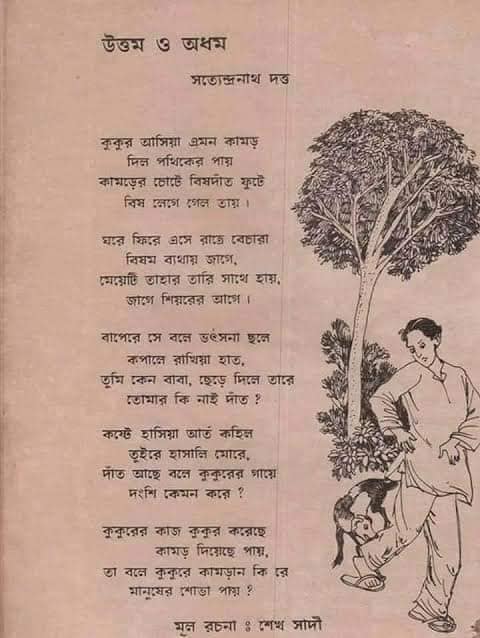 উত্তম ও অধম
সত্যেন্দ্রনাথ দত্ত
কুকুর আসিয়া এমন কামড়
দিল পথিকের পায়
কামড়ের চোটে বিষদাঁত ফুটে
বিষ লেগে গেল তায়।
ঘরে ফিরে এসে রাত্রে বেচারা
বিষম ব্যথায় জাগে,
মেয়েটি তাহার তারি সাথে হায়,
জাগে শিয়রের আগে।
বাপেরে সে বলে ভর্ৎসনা ছলে
কপালে রাখিয়া হাত,
তুমি কেন বাবা, ছেড়ে দিলে তারে
তোমার কি নাই দাঁত ?
কষ্টে হাসিয়া আর্ত কহিল
তুইরে হাসালি মোরে,
দাঁত আছে বলে কুকুরের গায়ে
দংশি কেমন করে ?
কুকুরের কাজ কুকুর করেছে
কামড় দিয়েছে পায়,
তা বলে কুকুরে কামড়ান কি রে
মানুষের শোভা পায় ?
মূল রচনা : শেখ সাদী